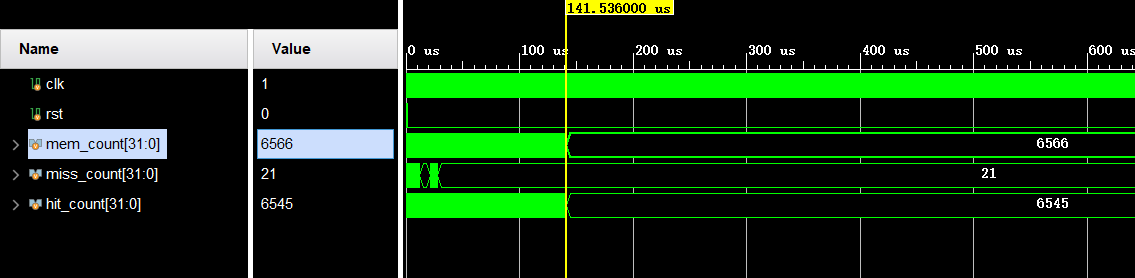 141.536000 us
Name Value 0 us 100 us 200 us 300 us 400 us 500 us 600 us
clk 1
rst 0
mem_count[31:0] 6566 6566
miss_count[31:0] 21 21
hit_count[31:0] 6545 6545